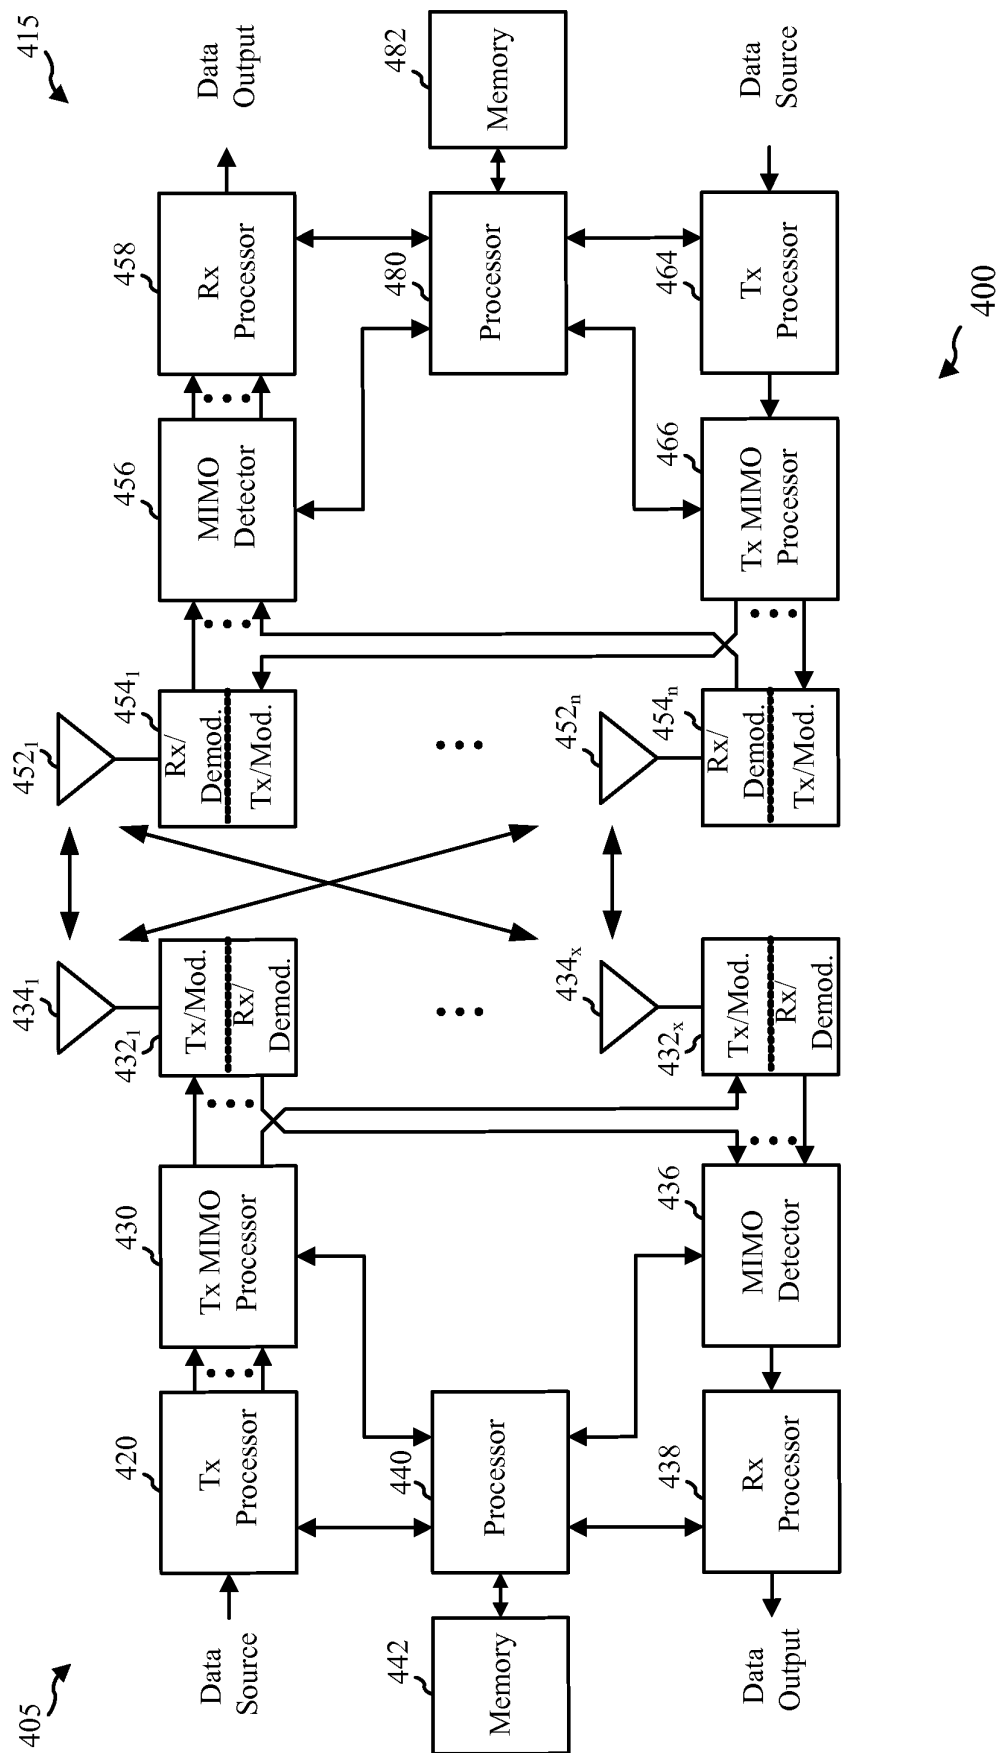 405
415
Data
Source
420
Tx
Processor
430
Tx MIMO
Processor
432₁
Tx/Mod.
Rx/
Demod.
434₁
452₁
454₁
Rx/
Demod.
Tx/Mod.
456
MIMO
Detector
458
Rx
Processor
Data
Output
442
Memory
440
Processor
480
Processor
482
Memory
Data
Output
438
Rx
Processor
436
MIMO
Detector
432ₓ
Tx/Mod.
Rx/
Demod.
434ₓ
452ₙ
454ₙ
Rx/
Demod.
Tx/Mod.
466
Tx MIMO
Processor
464
Tx
Processor
Data
Source
400